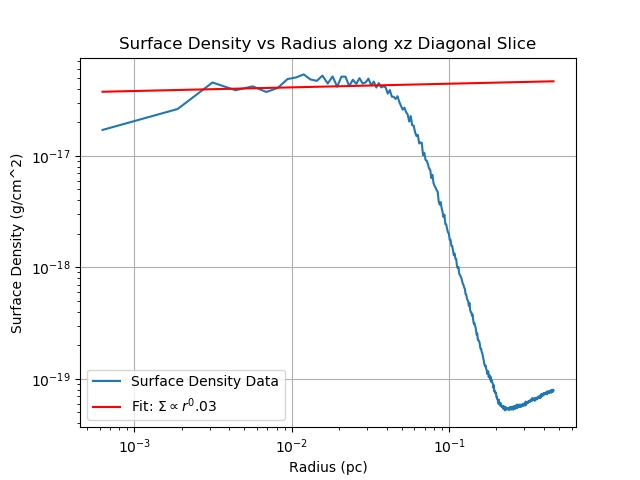 Surface Density vs Radius along xz Diagonal Slice
Surface Density (g/cm^2)
10⁻¹⁷
10⁻¹⁸
10⁻¹⁹
Surface Density Data
Fit: Σ ∝ r⁰.03
10⁻³ 10⁻² 10⁻¹
Radius (pc)